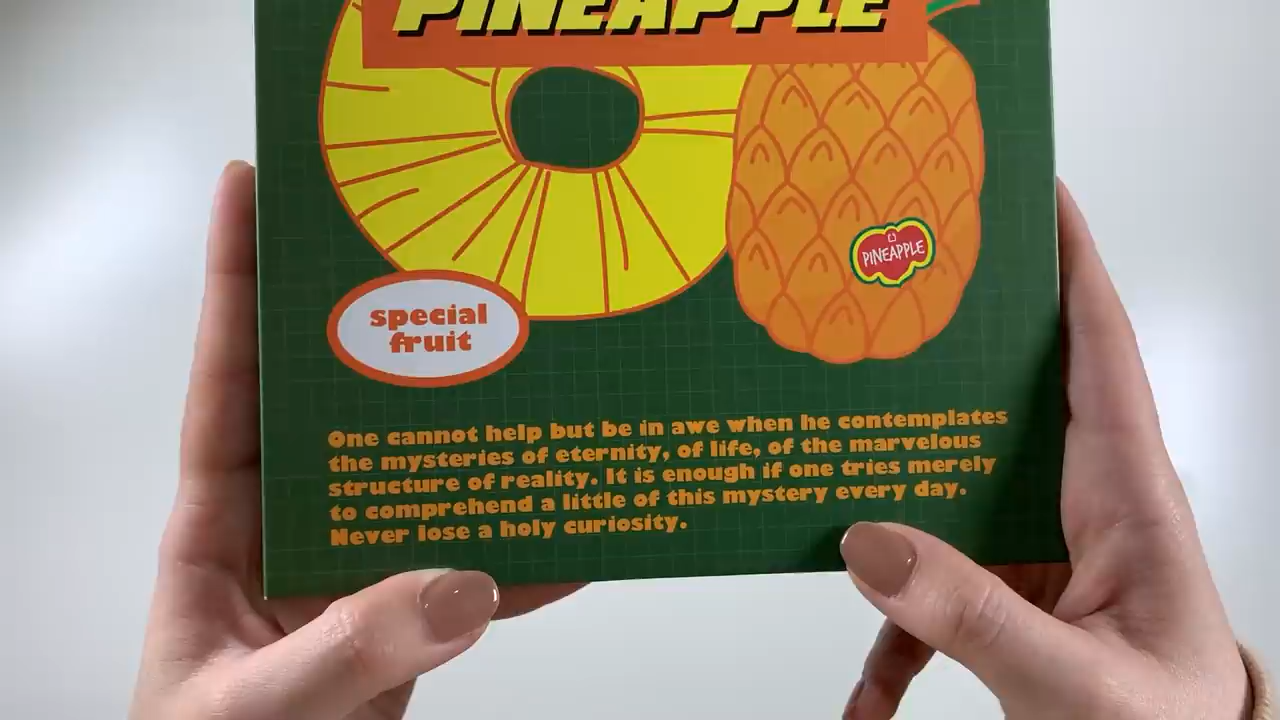 PINEAPPLE
PINEAPPLE
special
fruit
One cannot help but be in awe when he contemplates
the mysteries of eternity, of life, of the marvelous
structure of reality. It is enough if one tries merely
to comprehend a little of this mystery every day.
Never lose a holy curiosity.